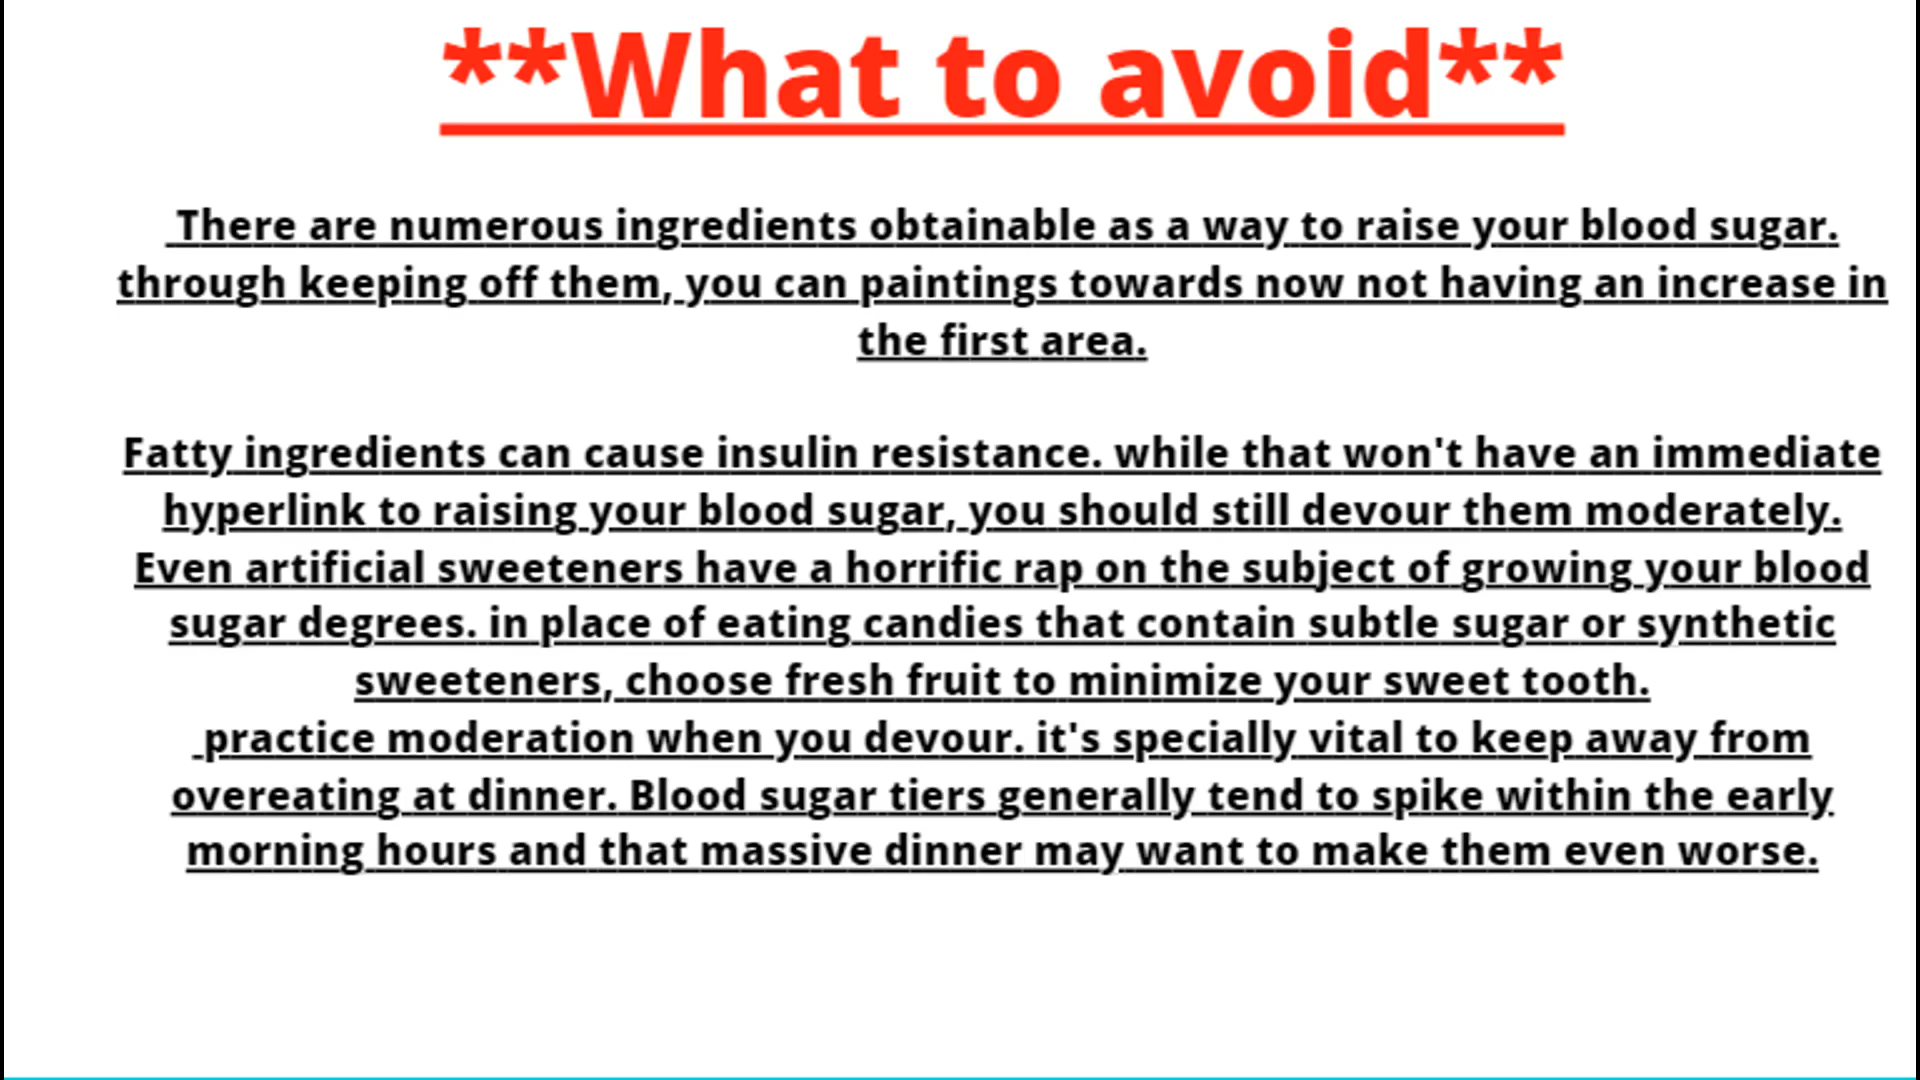 **What to avoid**
There are numerous ingredients obtainable as a way to raise your blood sugar.
through keeping off them, you can paintings towards now not having an increase in
the first area.
Fatty ingredients can cause insulin resistance. while that won't have an immediate
hyperlink to raising your blood sugar, you should still devour them moderately.
Even artificial sweeteners have a horrific rap on the subject of growing your blood
sugar degrees. in place of eating candies that contain subtle sugar or synthetic
sweeteners, choose fresh fruit to minimize your sweet tooth.
practice moderation when you devour. it's specially vital to keep away from
overeating at dinner. Blood sugar tiers generally tend to spike within the early
morning hours and that massive dinner may want to make them even worse.